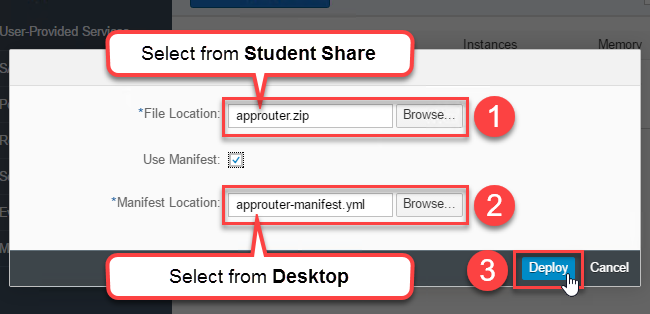 User-Provided Services
Instances
Memory
Select from Student Share
*File Location:
approuter.zip
Browse...
1
Use Manifest:
*Manifest Location:
approuter-manifest.yml
Browse...
2
Select from Desktop
3
Deploy
Cancel